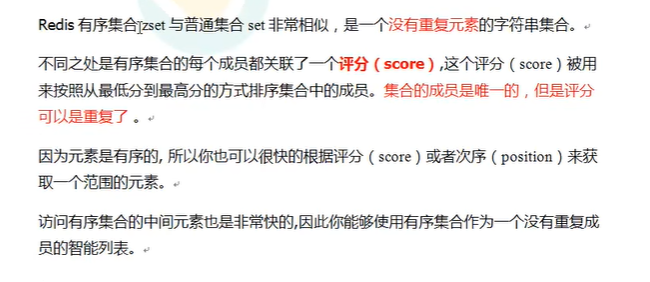 Redis 有序集合 zset 与普通集合 set 非常相似，是一个没有重复元素的字符串集合。
不同之处是有序集合的每个成员都关联了一个评分（score）,这个评分（score）被用
来按照从最低分到最高分的方式排序集合中的成员。集合的成员是唯一的，但是评分
可以是重复了 。
因为元素是有序的, 所以你也可以很快的根据评分（score）或者次序（position）来获
取一个范围的元素。
访问有序集合的中间元素也是非常快的,因此你能够使用有序集合作为一个没有重复成
员的智能列表。